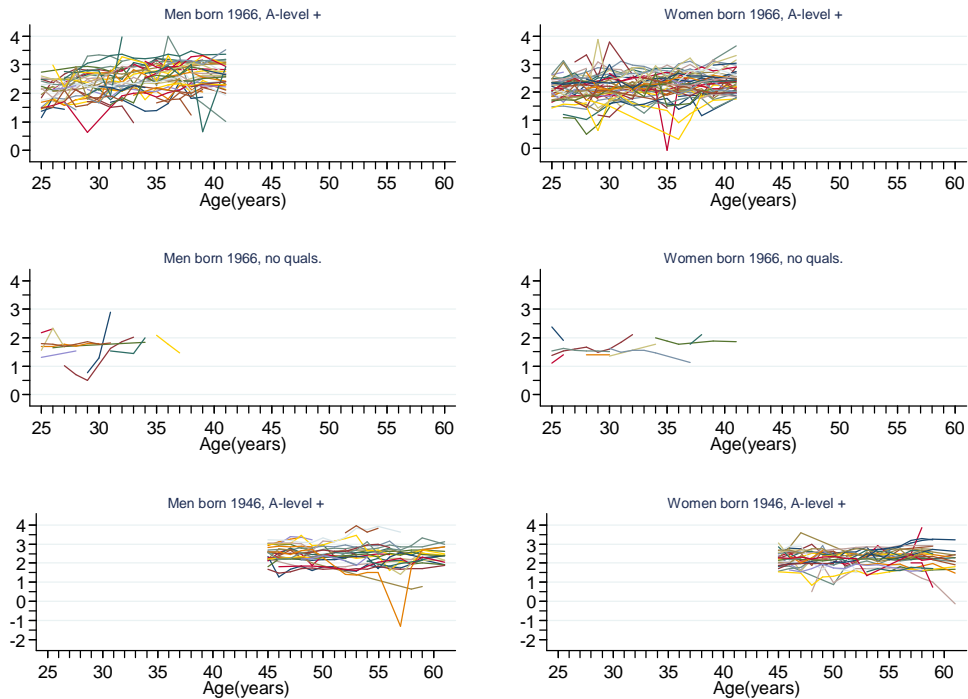 Men born 1966, A-level +
4
3
2
1
0
25 30 35 40 45 50 55 60
Age(years)
Women born 1966, A-level +
4
3
2
1
0
25 30 35 40 45 50 55 60
Age(years)
Men born 1966, no quals.
4
3
2
1
0
25 30 35 40 45 50 55 60
Age(years)
Women born 1966, no quals.
4
3
2
1
0
25 30 35 40 45 50 55 60
Age(years)
Men born 1946, A-level +
4
3
2
1
0
-1
-2
25 30 35 40 45 50 55 60
Age(years)
Women born 1946, A-level +
4
3
2
1
0
-1
-2
25 30 35 40 45 50 55 60
Age(years)